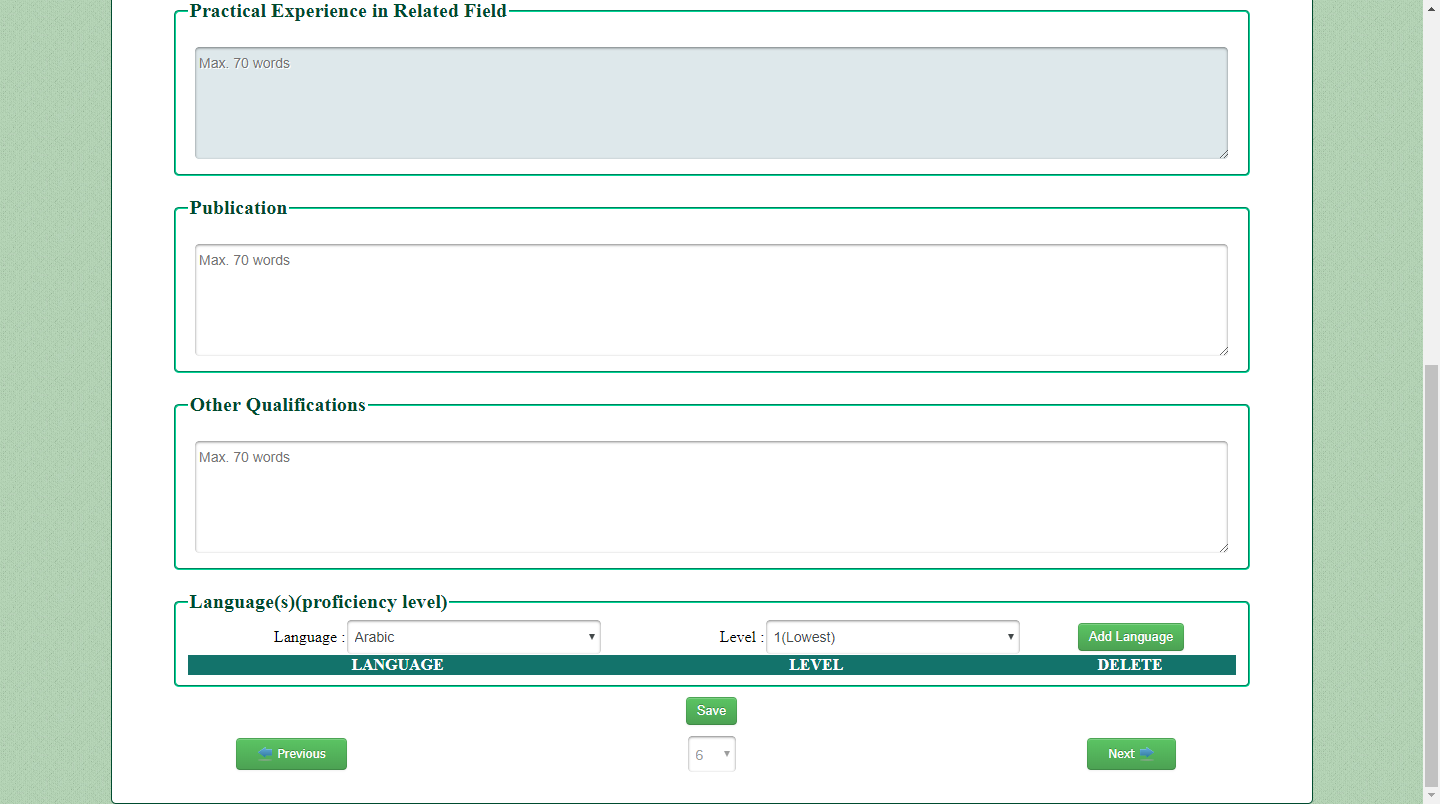 Practical Experience in Related Field
Max. 70 words
Publication
Max. 70 words
Other Qualifications
Max. 70 words
Language(s)(proficiency level)
Language : Arabic Level : 1(Lowest) Add Language
LANGUAGE LEVEL DELETE
Save
Previous 6 Next